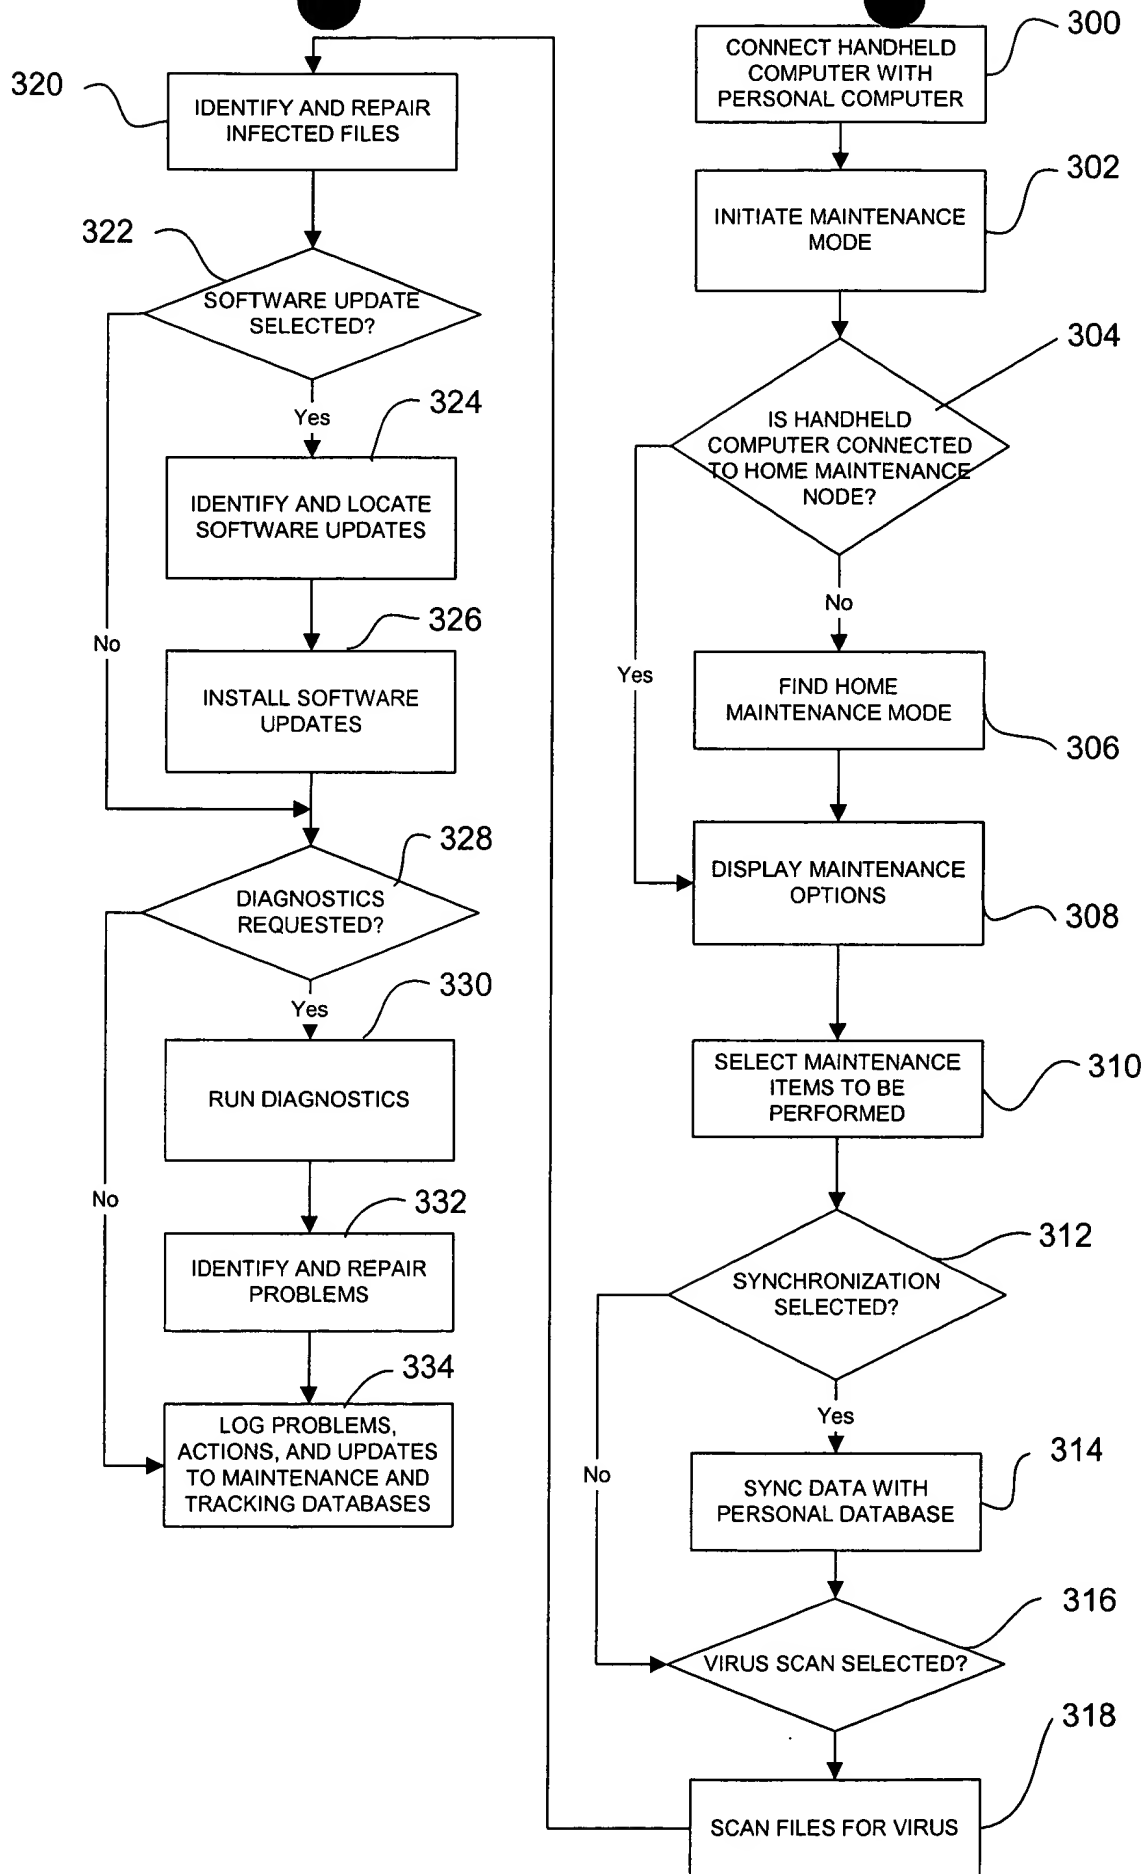 300
CONNECT HANDHELD
COMPUTER WITH
PERSONAL COMPUTER
302
INITIATE MAINTENANCE
MODE
304
IS HANDHELD
COMPUTER CONNECTED
TO HOME MAINTENANCE
NODE?
No
Yes
FIND HOME
MAINTENANCE MODE
306
DISPLAY MAINTENANCE
OPTIONS
308
SELECT MAINTENANCE
ITEMS TO BE
PERFORMED
310
312
SYNCHRONIZATION
SELECTED?
Yes
No
314
SYNC DATA WITH
PERSONAL DATABASE
316
VIRUS SCAN SELECTED?
318
SCAN FILES FOR VIRUS
320
IDENTIFY AND REPAIR
INFECTED FILES
322
SOFTWARE UPDATE
SELECTED?
Yes
324
IDENTIFY AND LOCATE
SOFTWARE UPDATES
326
No
INSTALL SOFTWARE
UPDATES
328
DIAGNOSTICS
REQUESTED?
330
Yes
RUN DIAGNOSTICS
No
332
IDENTIFY AND REPAIR
PROBLEMS
334
LOG PROBLEMS,
ACTIONS, AND UPDATES
TO MAINTENANCE AND
TRACKING DATABASES